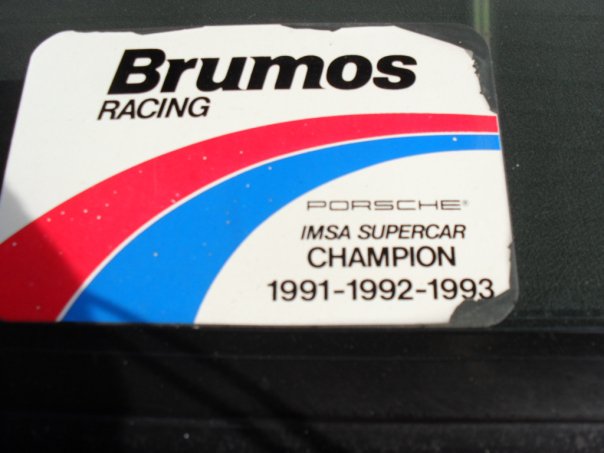 Brumos
RACING
PORSCHE®
IMSA SUPERCAR
CHAMPION
1991-1992-1993